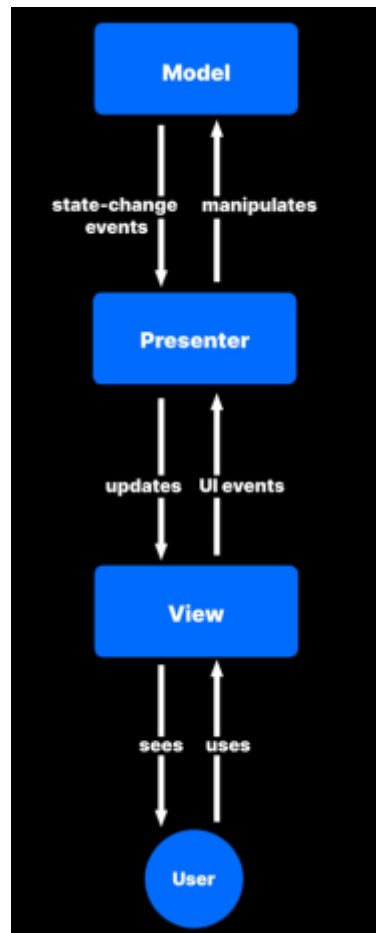 Model
state-change manipulates
events
Presenter
updates UI events
View
sees uses
User